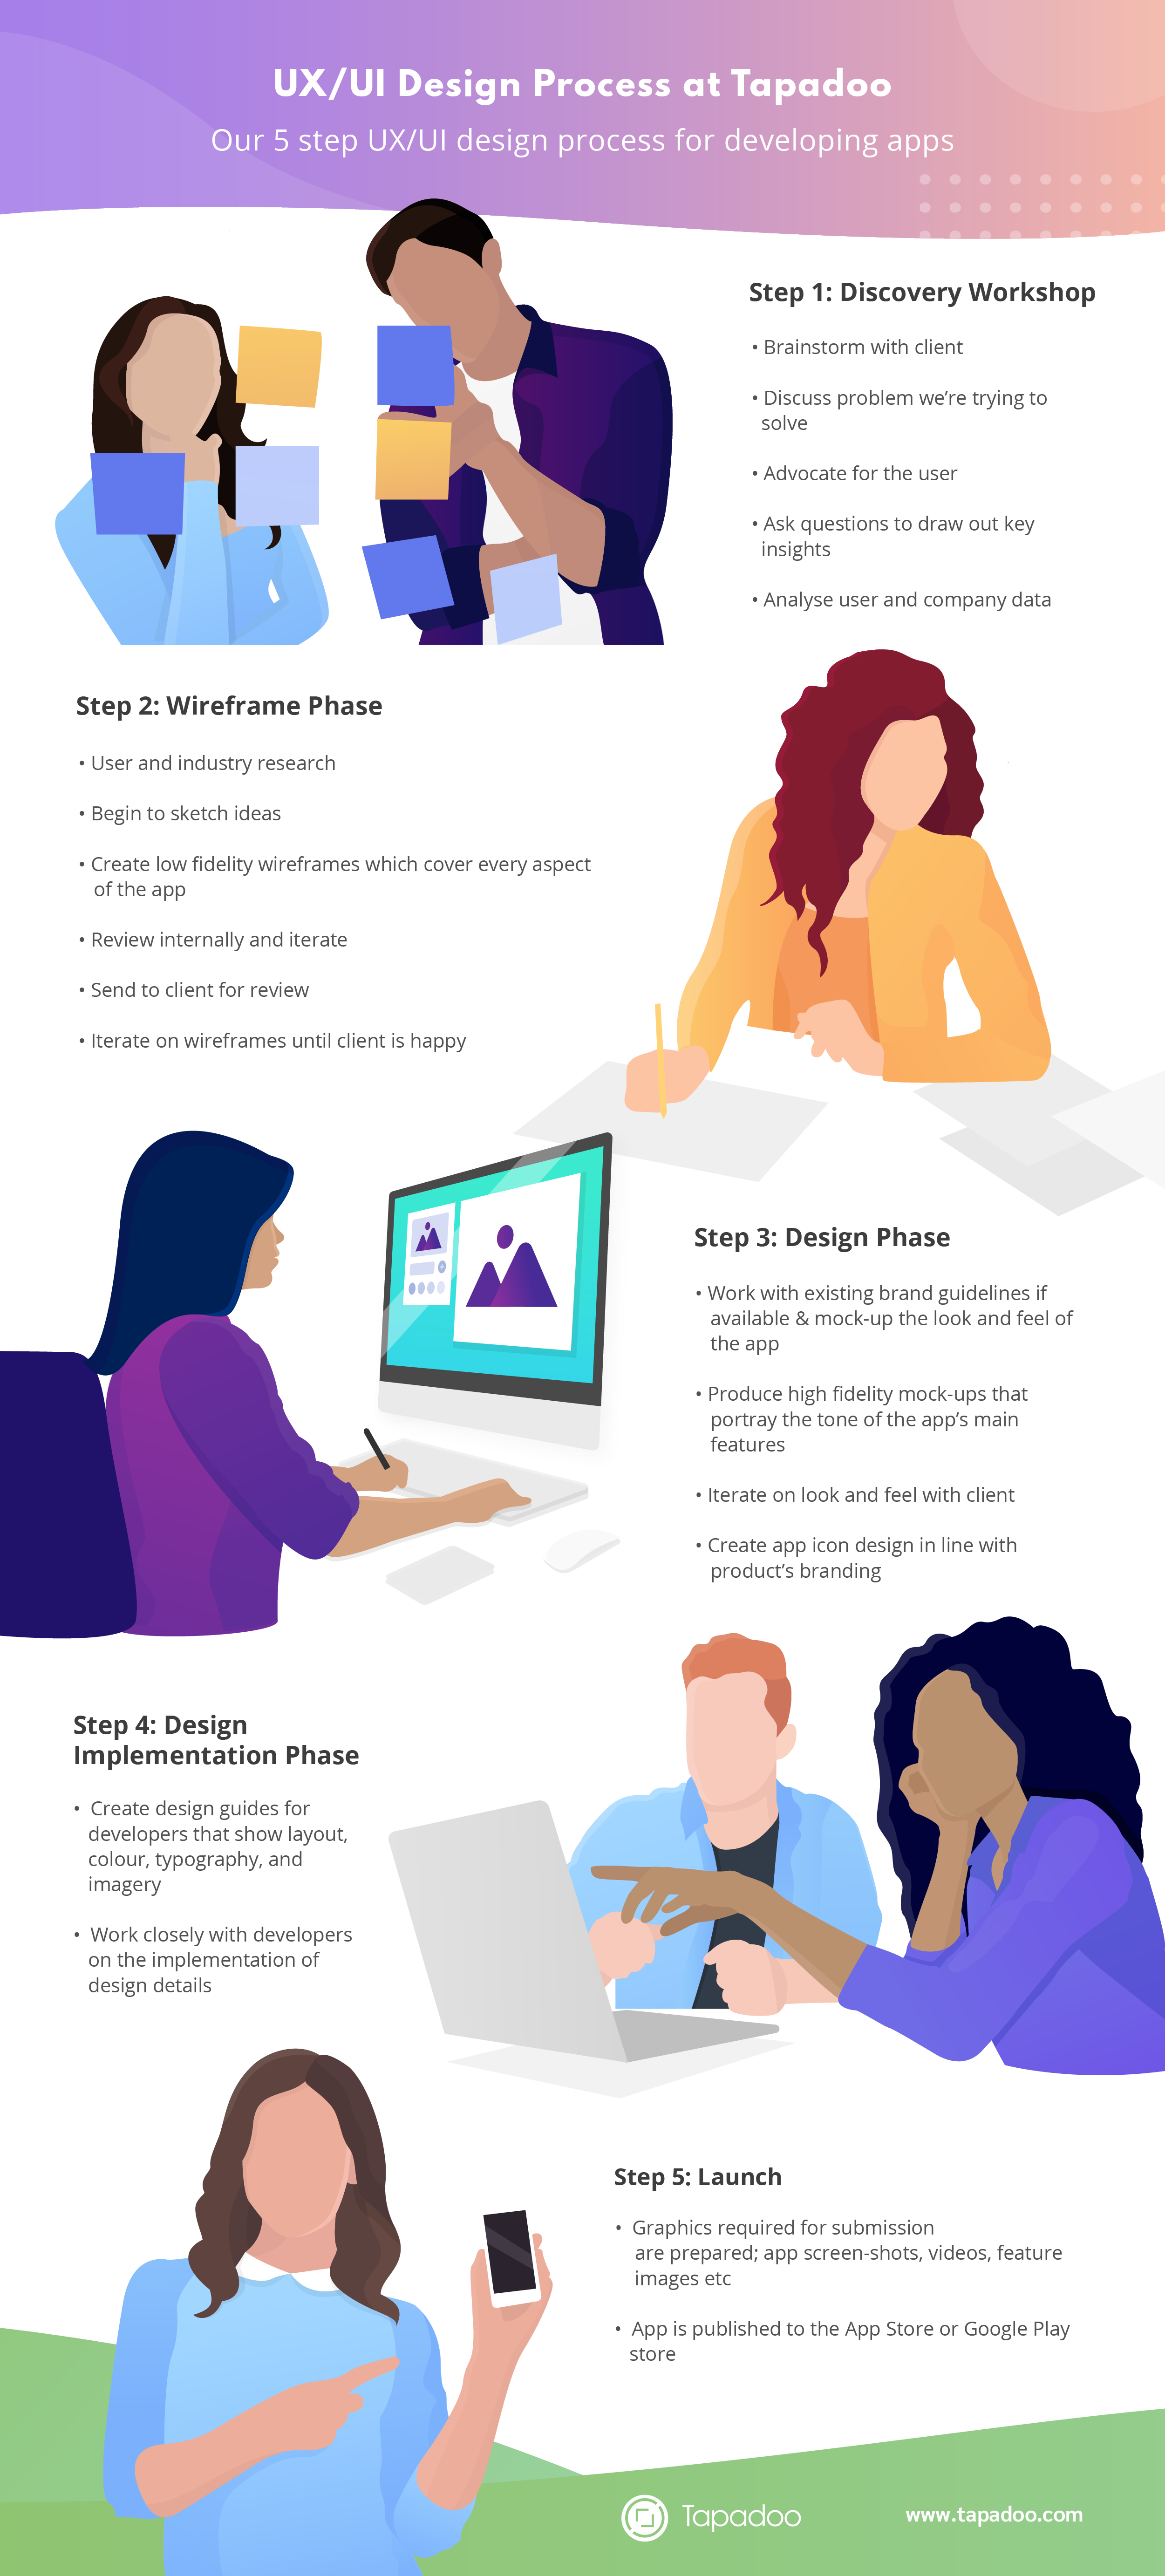 UX/UI Design Process at Tapadoo
Our 5 step UX/UI design process for developing apps
Step 1: Discovery Workshop
• Brainstorm with client
• Discuss problem we’re trying to
solve
• Advocate for the user
• Ask questions to draw out key
insights
• Analyse user and company data
Step 2: Wireframe Phase
• User and industry research
• Begin to sketch ideas
• Create low fidelity wireframes which cover every aspect
of the app
• Review internally and iterate
• Send to client for review
• Iterate on wireframes until client is happy
Step 3: Design Phase
• Work with existing brand guidelines if
available & mock-up the look and feel of
the app
• Produce high fidelity mock-ups that
portray the tone of the app’s main
features
• Iterate on look and feel with client
• Create app icon design in line with
product’s branding
Step 4: Design
Implementation Phase
• Create design guides for
developers that show layout,
colour, typography, and
imagery
• Work closely with developers
on the implementation of
design details
Step 5: Launch
• Graphics required for submission
are prepared; app screen-shots, videos, feature
images etc
• App is published to the App Store or Google Play
store
Tapadoo
www.tapadoo.com